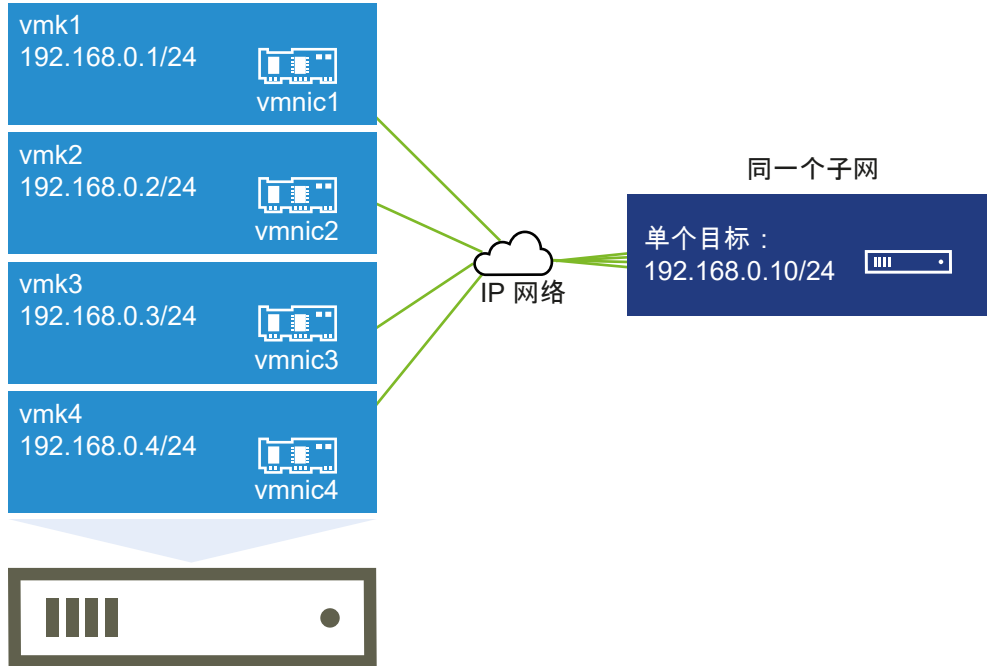 vmk1
192.168.0.1/24
vmnic1
vmk2
192.168.0.2/24
vmnic2
vmk3
192.168.0.3/24
vmnic3
vmk4
192.168.0.4/24
vmnic4
IP 网络
同一个子网
单个目标：
192.168.0.10/24